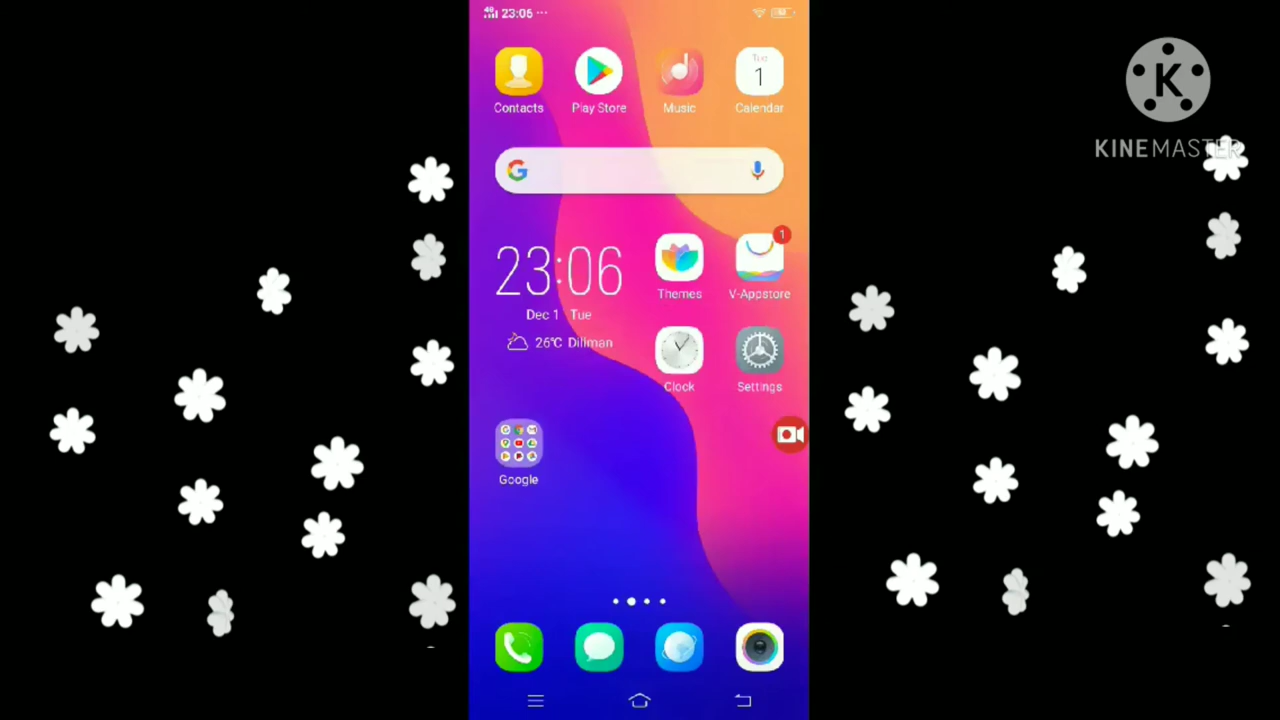 4G 23:06 ...
KINEMASTER
Contacts
Play Store
Music
Tue
1
Calendar
23:06
Dec 1 Tue
26℃ Dillman
Themes
1
V-Appstore
Clock
Settings
Google